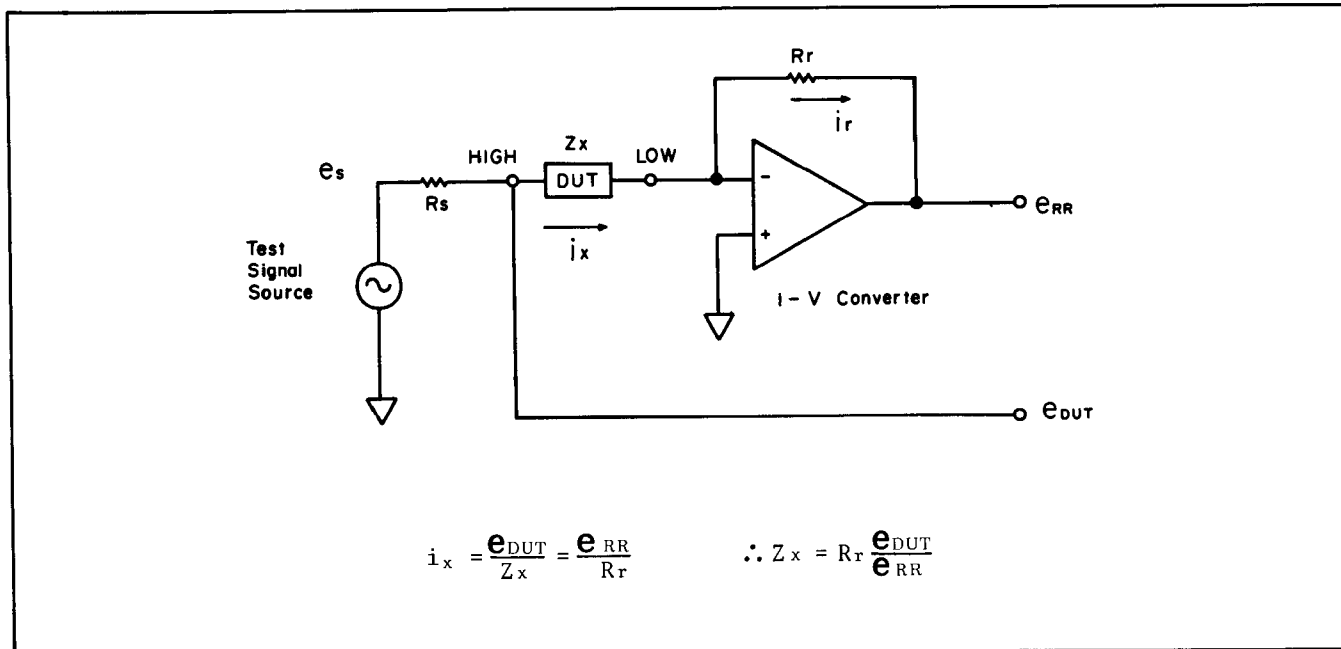 Rr
ir
Zx
HIGH
LOW
es
DUT
Rs
jx
−
+
eRR
Test
Signal
Source
I-V Converter
eDUT
ix = eDUT/Zx = eRR/Rr
∴ Zx = Rr eDUT/eRR